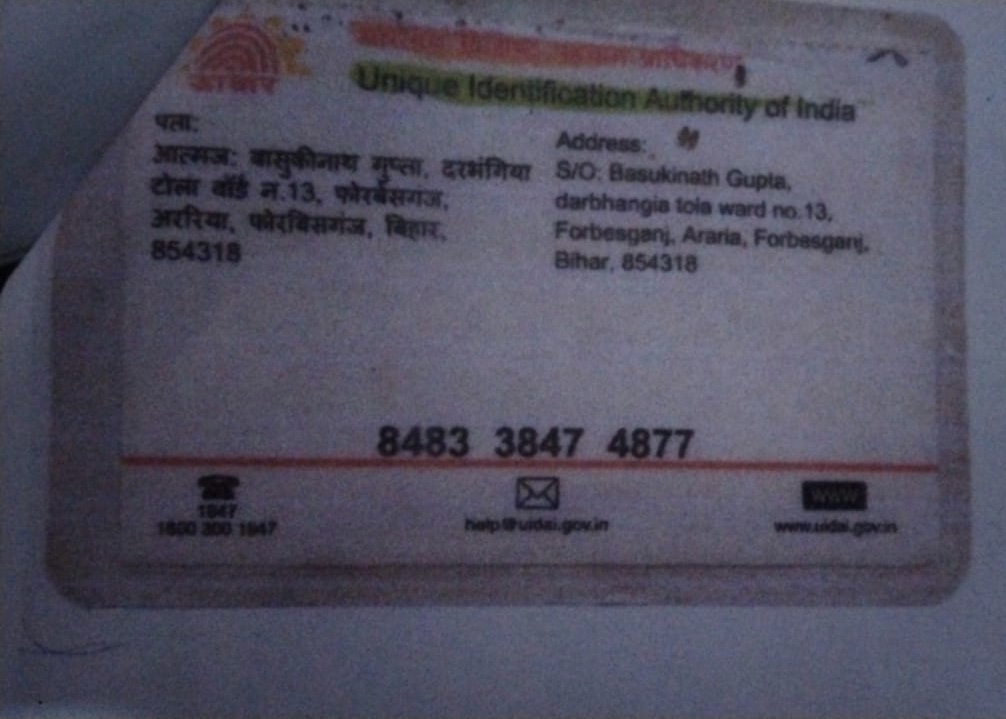 आधार
प्राधिकरण
Unique Identification Authority of India
पता:
आत्मज: बासुकीनाथ गुप्ता, दरभंगिया
टोला वॉर्ड न.13, फोरबेसगंज,
अररिया, फोरबिसगंज, बिहार,
854318
Address:
S/O: Basukinath Gupta,
darbhangia tola ward no.13,
Forbesganj, Araria, Forbesganj,
Bihar, 854318
8483 3847 4877
1947
1800 300 1947
help@uidai.gov.in
www
www.uidai.gov.in